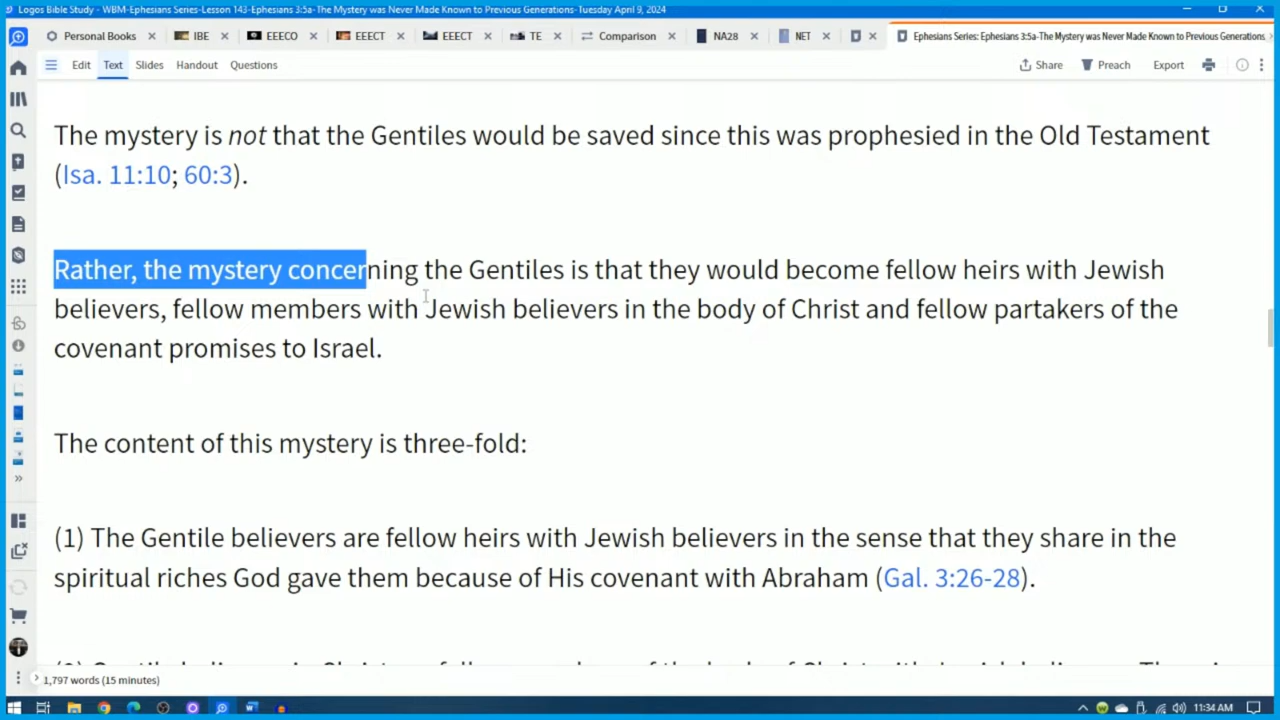 Logos Bible Study - WBM-Ephesians Series-Lesson 143-Ephesians 3:5a-The Mystery was Never Made Known to Previous Generations-Tuesday April 9, 2024
Personal Books IBE EEECO EEECT EEECT TE Comparison NA28 NET Ephesians Series: Ephesians 3:5a-The Mystery was Never Made Known to Previous Generations
Edit Text Slides Handout Questions Share Preach Export
The mystery is not that the Gentiles would be saved since this was prophesied in the Old Testament
(Isa. 11:10; 60:3).
Rather, the mystery concerning the Gentiles is that they would become fellow heirs with Jewish
believers, fellow members with Jewish believers in the body of Christ and fellow partakers of the
covenant promises to Israel.
The content of this mystery is three-fold:
(1) The Gentile believers are fellow heirs with Jewish believers in the sense that they share in the
spiritual riches God gave them because of His covenant with Abraham (Gal. 3:26-28).
1,797 words (15 minutes)
11:34 AM